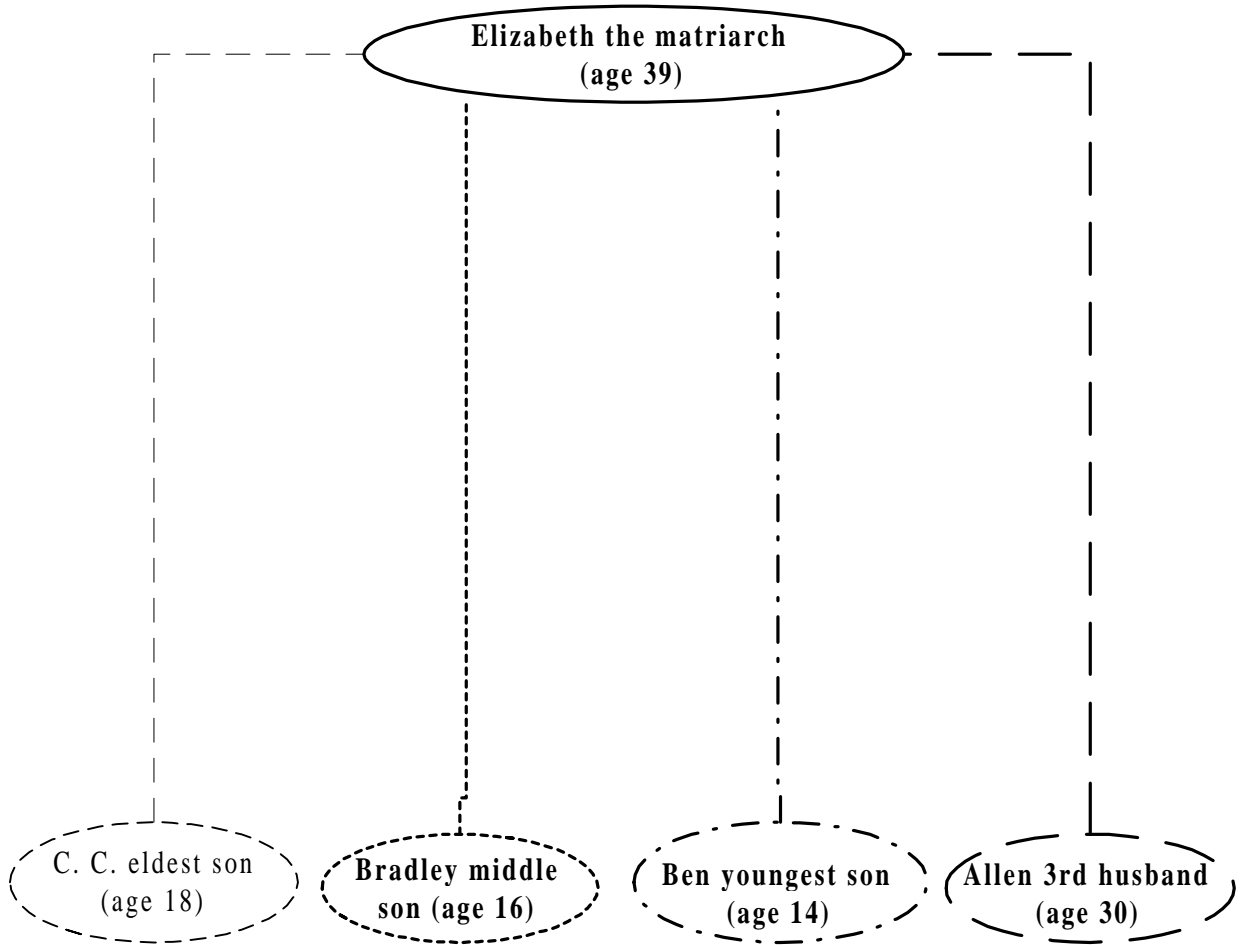 Elizabeth the matriarch
(age 39)
C. C. eldest son
(age 18)
Bradley middle
son (age 16)
Ben youngest son
(age 14)
Allen 3rd husband
(age 30)